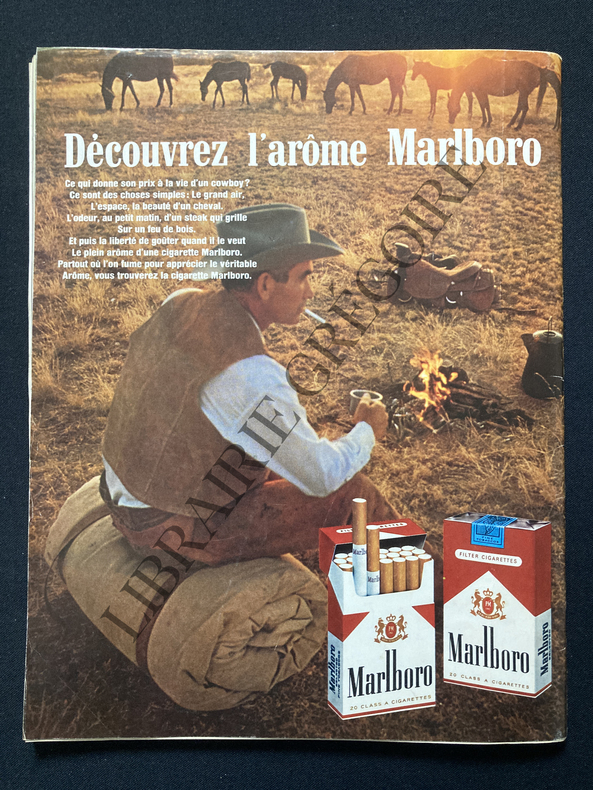 Découvrez l'arôme Marlboro
Ce qui donne son prix à la vie d'un cowboy?
Ce sont des choses simples: Le grand air,
L'espace, la beauté d'un cheval.
L'odeur, au petit matin, d'un steak qui grille
Sur un feu de bois.
Et puis la liberté de goûter quand il le veut
Le plein arôme d'une cigarette Marlboro.
Partout où l'on fume pour apprécier le véritable
Arôme, vous trouverez la cigarette Marlboro.
LIBRAIRIE GRÉGOIRE
Marlboro
20 CLASS A CIGARETTES
Marlboro
FILTER CIGARETTES
Marlboro
20 CLASS A CIGARETTES
Marlboro